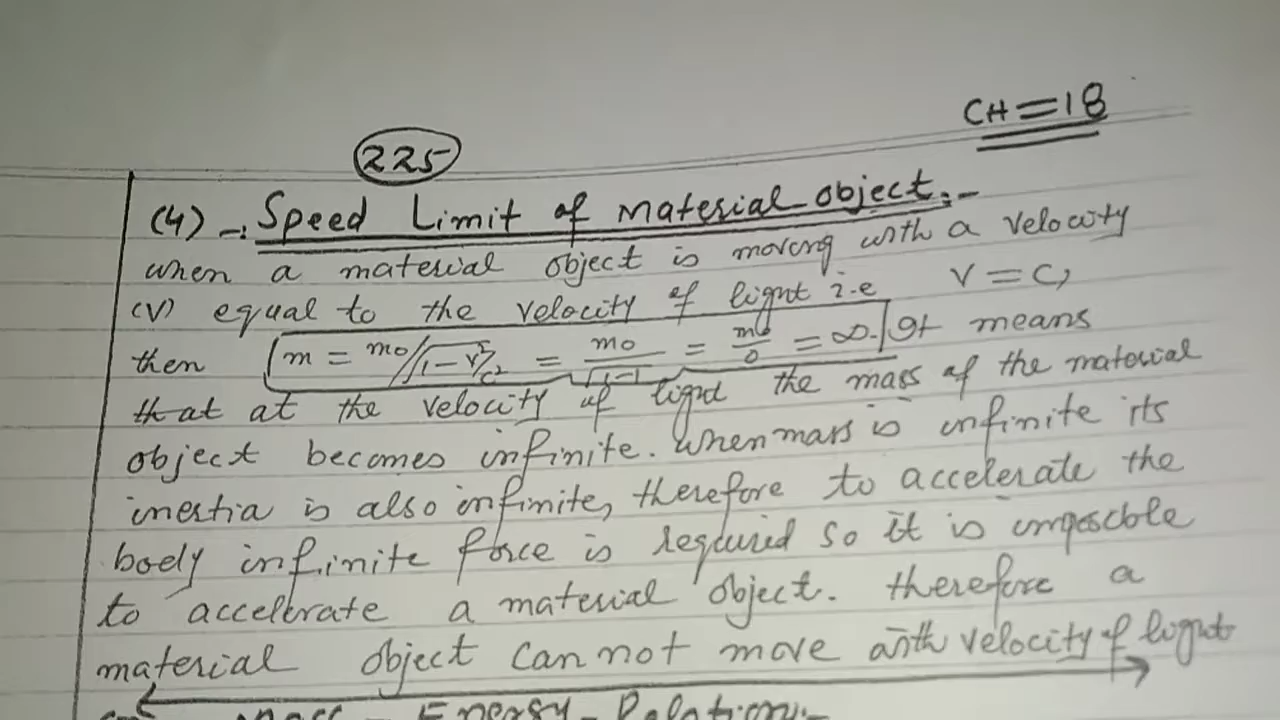 CH = 18
225
(4) -: Speed Limit of material object:-
when a material object is moving with a velocity
(V) equal to the velocity of light i.e V = C,
then m = mo/√1-v²/c² = mo/√1-1 = mo/0 = ∞. It means
that at the velocity of light the mass of the material
object becomes infinite. when mass is infinite its
inertia is also infinite, therefore to accelerate the
body infinite force is required so it is impossible
to accelerate a material object. therefore a
material object can not move with velocity of light
Mass - Energy - Relation:-